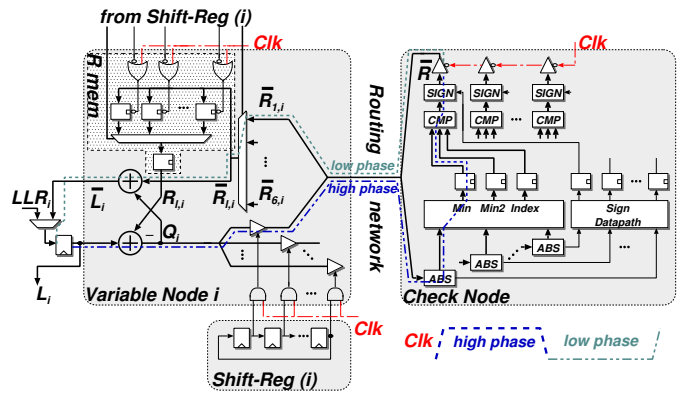 from Shift-Reg (i)
Clk
R mem
R̅1,i
R̅6,i
R̅l,i
Rl,i
LLRi
L̅i
Qi
Li
Variable Node i
Clk
Shift-Reg (i)
Routing
network
low phase
high phase
R̅
Clk
SIGN SIGN SIGN
CMP CMP CMP
Min Min2 Index
Sign
Datapath
ABS
ABS
ABS
Check Node
Clk high phase low phase